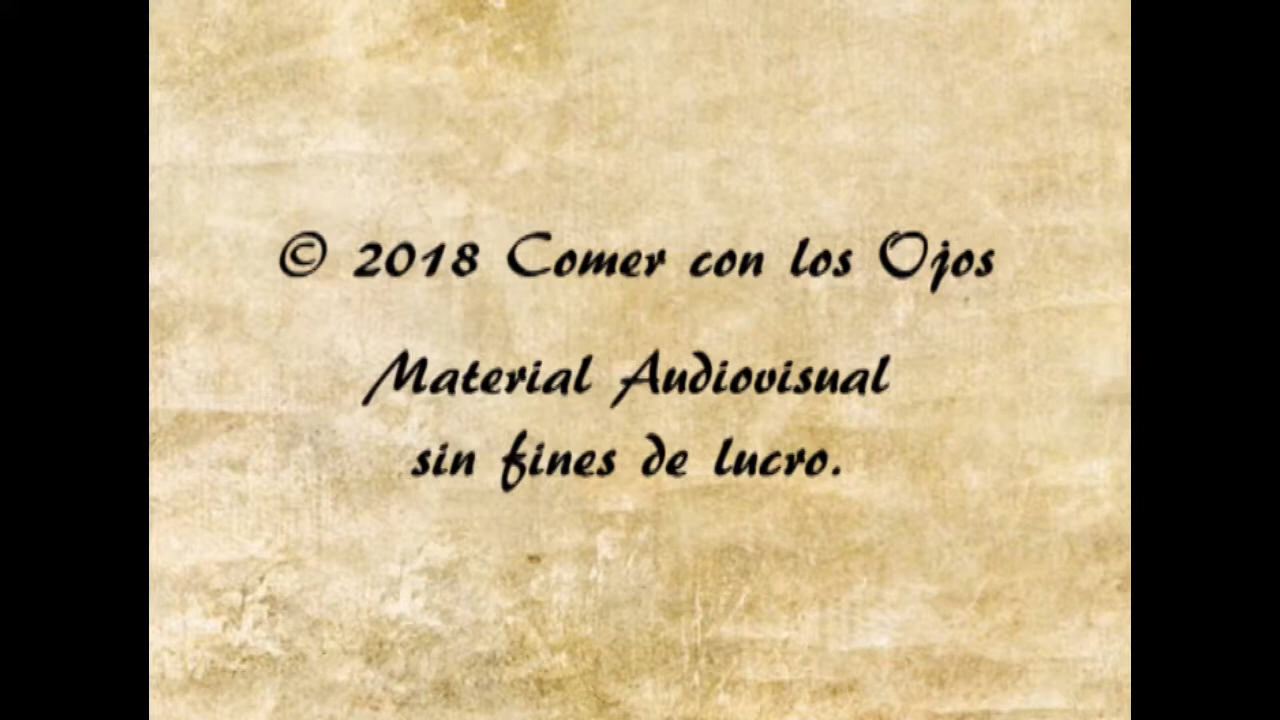 © 2018 Comer con los Ojos
Material Audiovisual
sin fines de lucro.